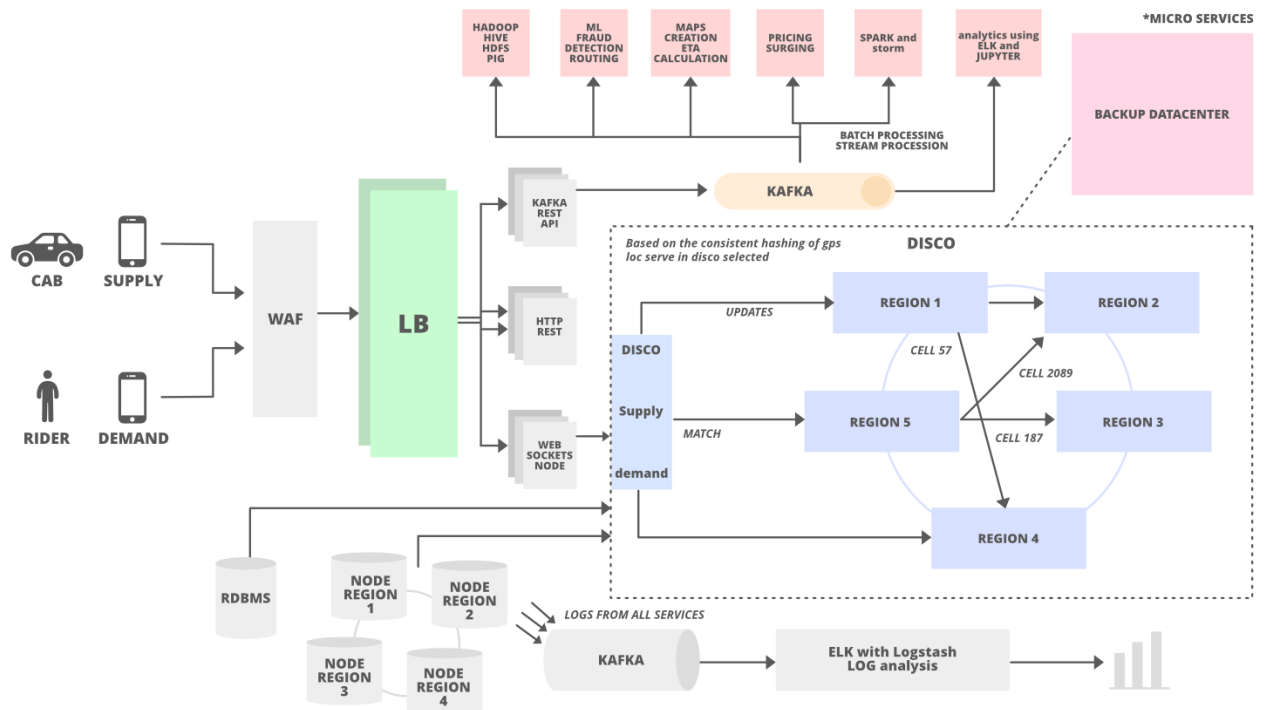 *MICRO SERVICES
HADOOP
HIVE
HDFS
PIG
ML
FRAUD
DETECTION
ROUTING
MAPS
CREATION
ETA
CALCULATION
PRICING
SURGING
SPARK and
storm
analytics using
ELK and
JUPYTER
BACKUP DATACENTER
BATCH PROCESSING
STREAM PROCESSION
KAFKA
REST
API
KAFKA
CAB
SUPPLY
WAF
LB
HTTP
REST
RIDER
DEMAND
WEB
SOCKETS
NODE
Based on the consistent hashing of gps
loc serve in disco selected
DISCO
REGION 1
REGION 2
UPDATES
DISCO
Supply
demand
CELL 57
CELL 2089
MATCH
REGION 5
REGION 3
CELL 187
REGION 4
RDBMS
NODE
REGION
1
NODE
REGION
2
NODE
REGION
3
NODE
REGION
4
LOGS FROM ALL SERVICES
KAFKA
ELK with Logstash
LOG analysis